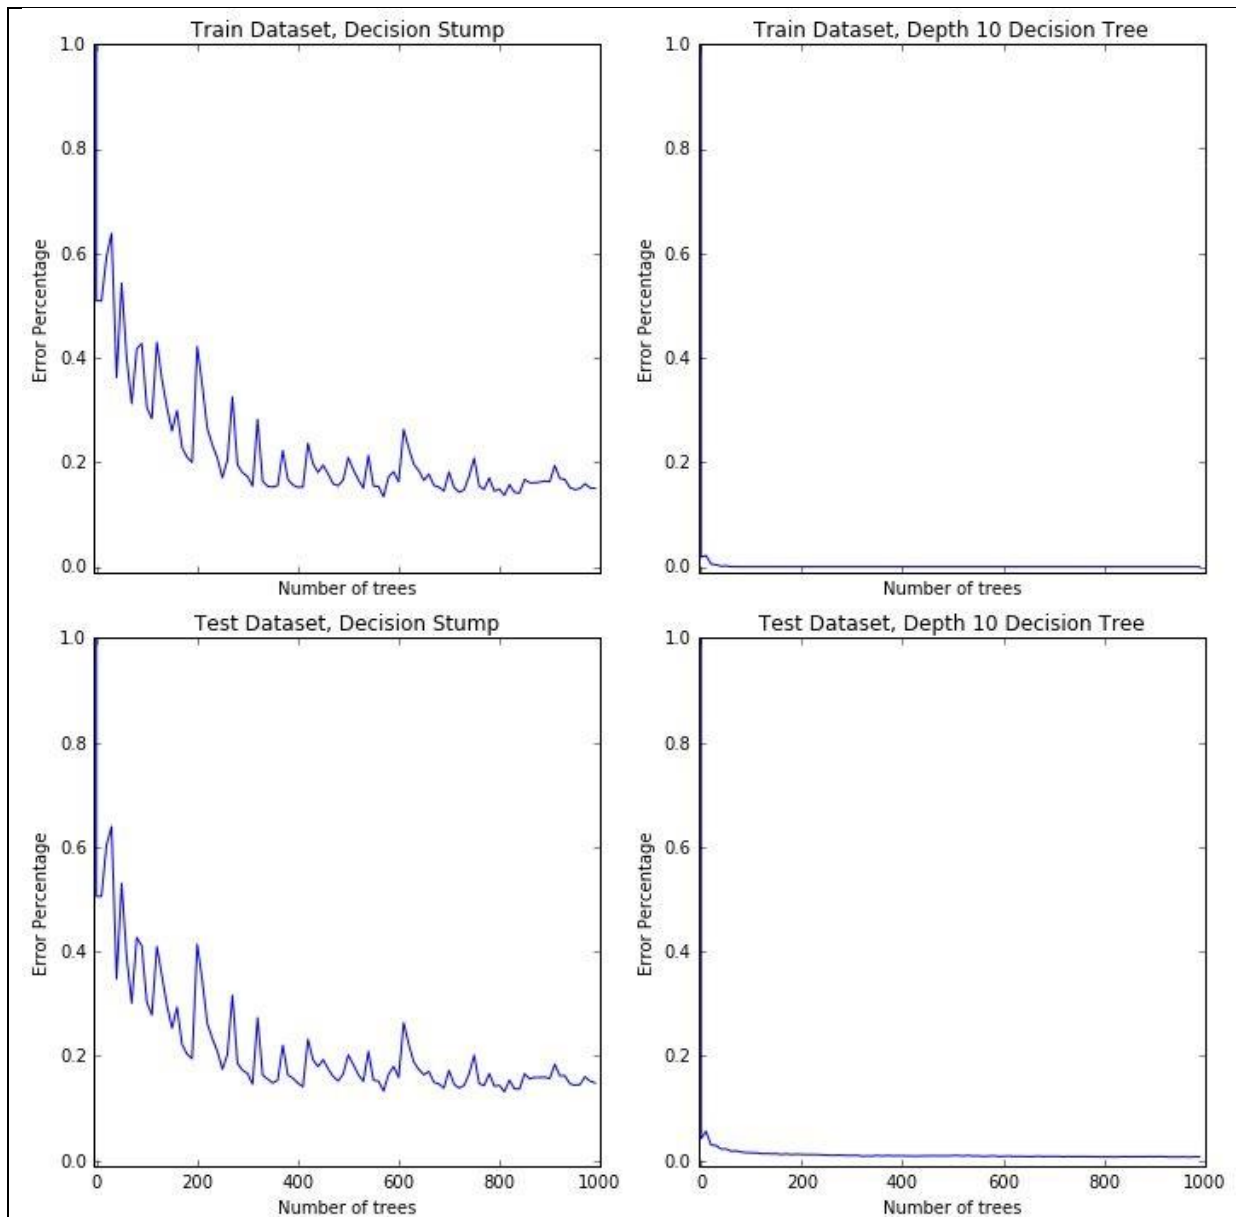 Train Dataset, Decision Stump
1.0
0.8
0.6
0.4
0.2
0.0
Error Percentage
Number of trees
Train Dataset, Depth 10 Decision Tree
1.0
0.8
0.6
0.4
0.2
0.0
Error Percentage
Number of trees
Test Dataset, Decision Stump
1.0
0.8
0.6
0.4
0.2
0.0
Error Percentage
0 200 400 600 800 1000
Number of trees
Test Dataset, Depth 10 Decision Tree
1.0
0.8
0.6
0.4
0.2
0.0
Error Percentage
0 200 400 600 800 1000
Number of trees